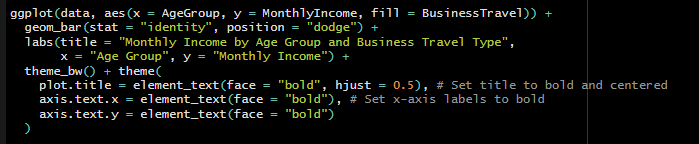 ggplot(data, aes(x = AgeGroup, y = MonthlyIncome, fill = BusinessTravel)) +
  geom_bar(stat = "identity", position = "dodge") +
  labs(title = "Monthly Income by Age Group and Business Travel Type",
       x = "Age Group", y = "Monthly Income") +
  theme_bw() + theme(
    plot.title = element_text(face = "bold", hjust = 0.5), # Set title to bold and centered
    axis.text.x = element_text(face = "bold"), # Set x-axis labels to bold
    axis.text.y = element_text(face = "bold")
  )